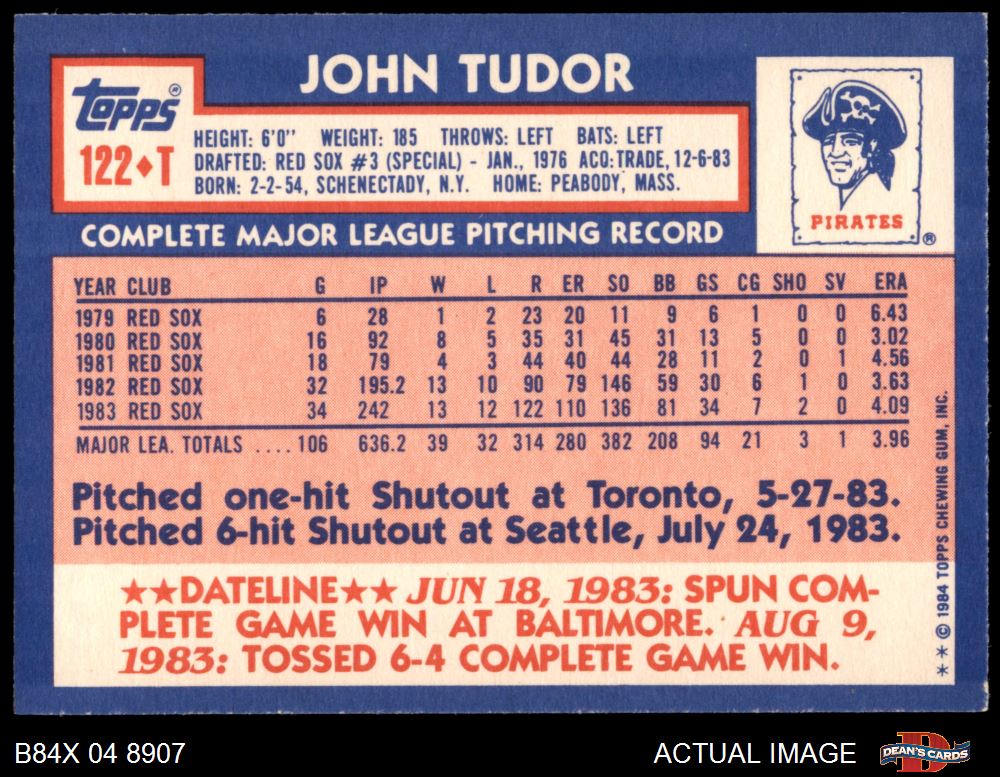 JOHN TUDOR
topps®
122♦T
HEIGHT: 6'0" WEIGHT: 185 THROWS: LEFT BATS: LEFT
DRAFTED: RED SOX #3 (SPECIAL) - JAN., 1976 ACQ: TRADE, 12-6-83
BORN: 2-2-54, SCHENECTADY, N.Y. HOME: PEABODY, MASS.
PIRATES®
COMPLETE MAJOR LEAGUE PITCHING RECORD
YEAR CLUB G IP W L R ER SO BB GS CG SHO SV ERA
1979 RED SOX 6 28 1 2 23 20 11 9 6 1 0 0 6.43
1980 RED SOX 16 92 8 5 35 31 45 31 13 5 0 0 3.02
1981 RED SOX 18 79 4 3 44 40 44 28 11 2 0 1 4.56
1982 RED SOX 32 195.2 13 10 90 79 146 59 30 6 1 0 3.63
1983 RED SOX 34 242 13 12 122 110 136 81 34 7 2 0 4.09
MAJOR LEA. TOTALS .... 106 636.2 39 32 314 280 382 208 94 21 3 1 3.96
Pitched one-hit Shutout at Toronto, 5-27-83.
Pitched 6-hit Shutout at Seattle, July 24, 1983.
★★DATELINE★★ JUN 18, 1983: SPUN COM-
PLETE GAME WIN AT BALTIMORE. AUG 9,
1983: TOSSED 6-4 COMPLETE GAME WIN.
**© 1984 TOPPS CHEWING GUM, INC.
B84X 04 8907
ACTUAL IMAGE
DEAN'S CARDS